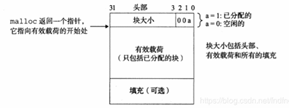 31 头部 3 2 1 0
malloc 返回一个指针，
它指向有效载荷的开始处
块大小 0 0 a
a = 1: 已分配的
a = 0: 空闲的
有效载荷
（只包括已分配的块）
块大小包括头部、
有效载荷和所有的填充
填充（可选）